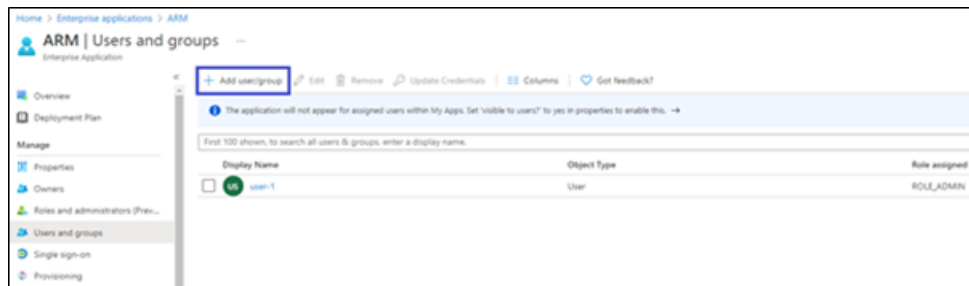 Home > Enterprise applications > ARM
ARM | Users and groups ...
Enterprise Application
«
+ Add user/group Edit Remove Update Credentials Columns Got feedback?
Overview
Deployment Plan
Manage
Properties
Owners
Roles and administrators (Prev...
Users and groups
Single sign-on
Provisioning
The application will not appear for assigned users within My Apps. Set 'visible to users?' to yes in properties to enable this. →
First 100 shown, to search all users & groups, enter a display name.
Display Name Object Type Role assigned
US user-1 User ROLE_ADMIN